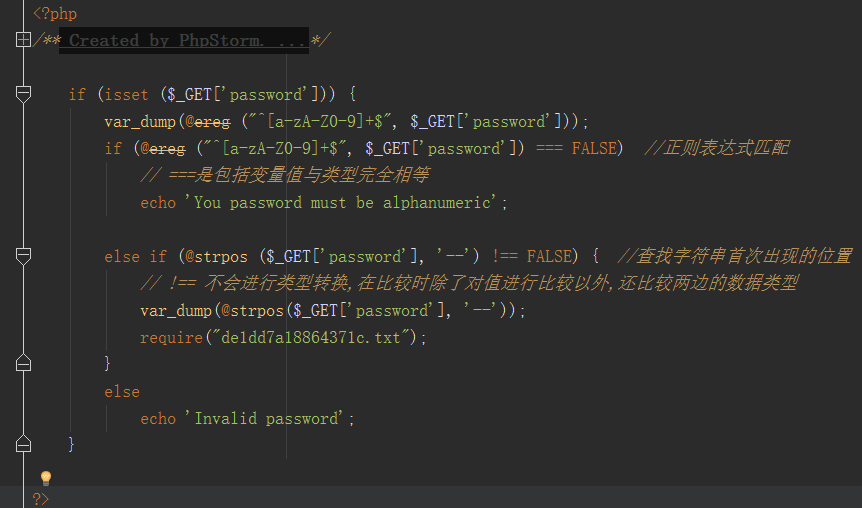 <?php
/** Created by PhpStorm. ...*/
if (isset ($_GET['password'])) {
var_dump(@ereg ("^[a-zA-Z0-9]+$", $_GET['password']));
if (@ereg ("^[a-zA-Z0-9]+$", $_GET['password']) === FALSE)  //正则表达式匹配
// ===是包括变量值与类型完全相等
echo 'You password must be alphanumeric';
else if (@strpos ($_GET['password'], '--') !== FALSE) {  //查找字符串首次出现的位置
// !== 不会进行类型转换,在比较时除了对值进行比较以外,还比较两边的数据类型
var_dump(@strpos($_GET['password'], '--'));
require("de1dd7a18864371c.txt");
}
else
echo 'Invalid password';
}
?>